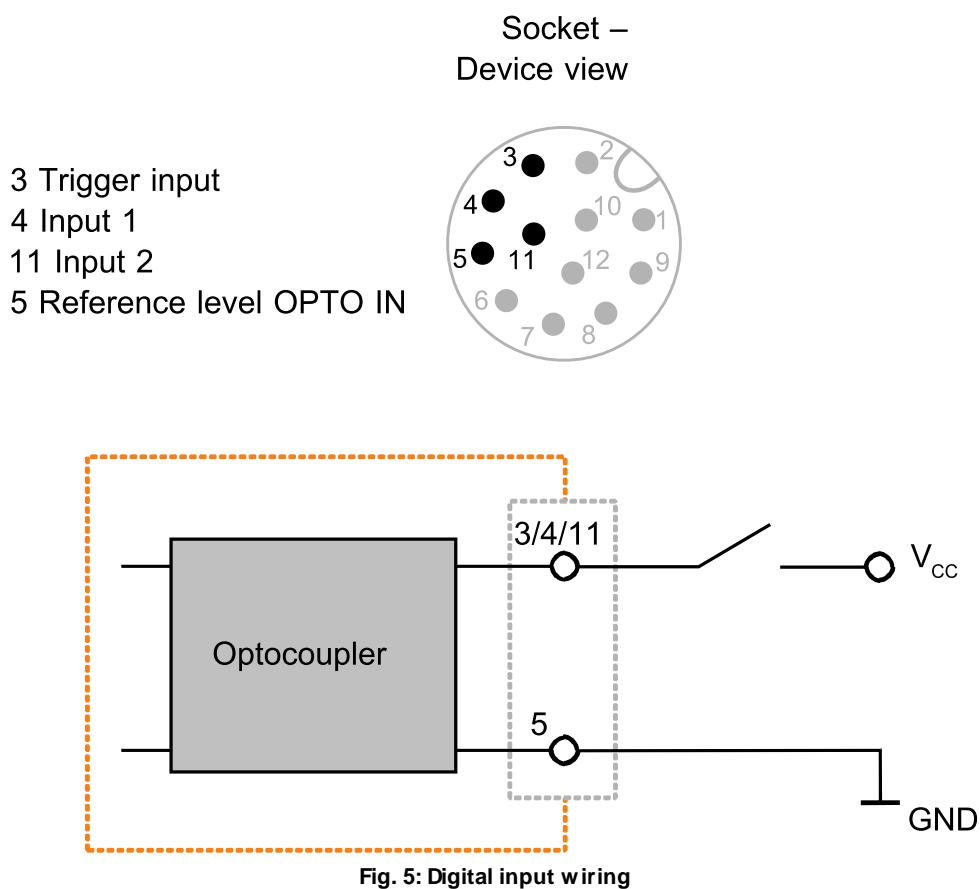 Socket –
Device view
3 Trigger input
4 Input 1
11 Input 2
5 Reference level OPTO IN
3
2
4
10
1
5
11
12
9
6
7
8
3/4/11
VCC
Optocoupler
5
GND
Fig. 5: Digital input wiring